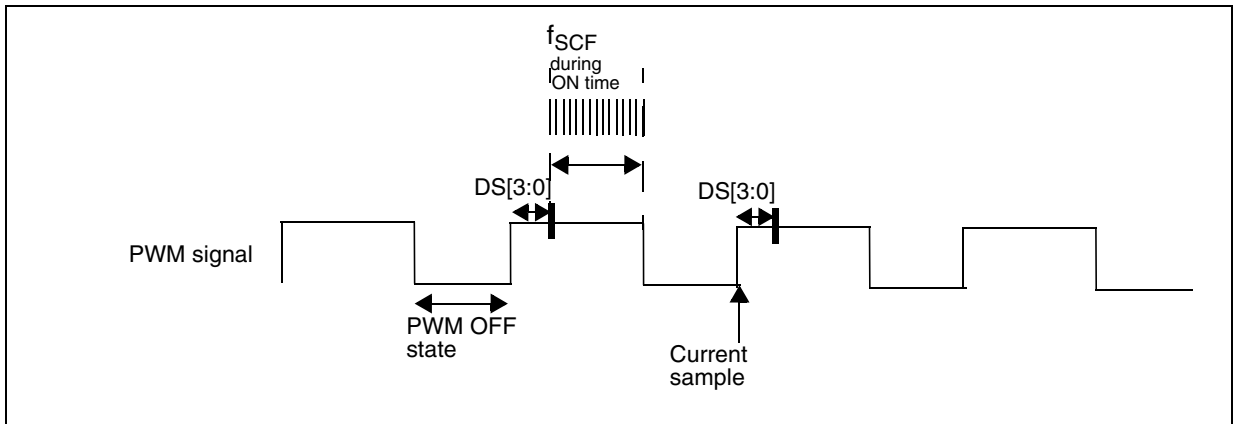 fSCF
during
ON time
DS[3:0]
DS[3:0]
PWM signal
PWM OFF
state
Current
sample